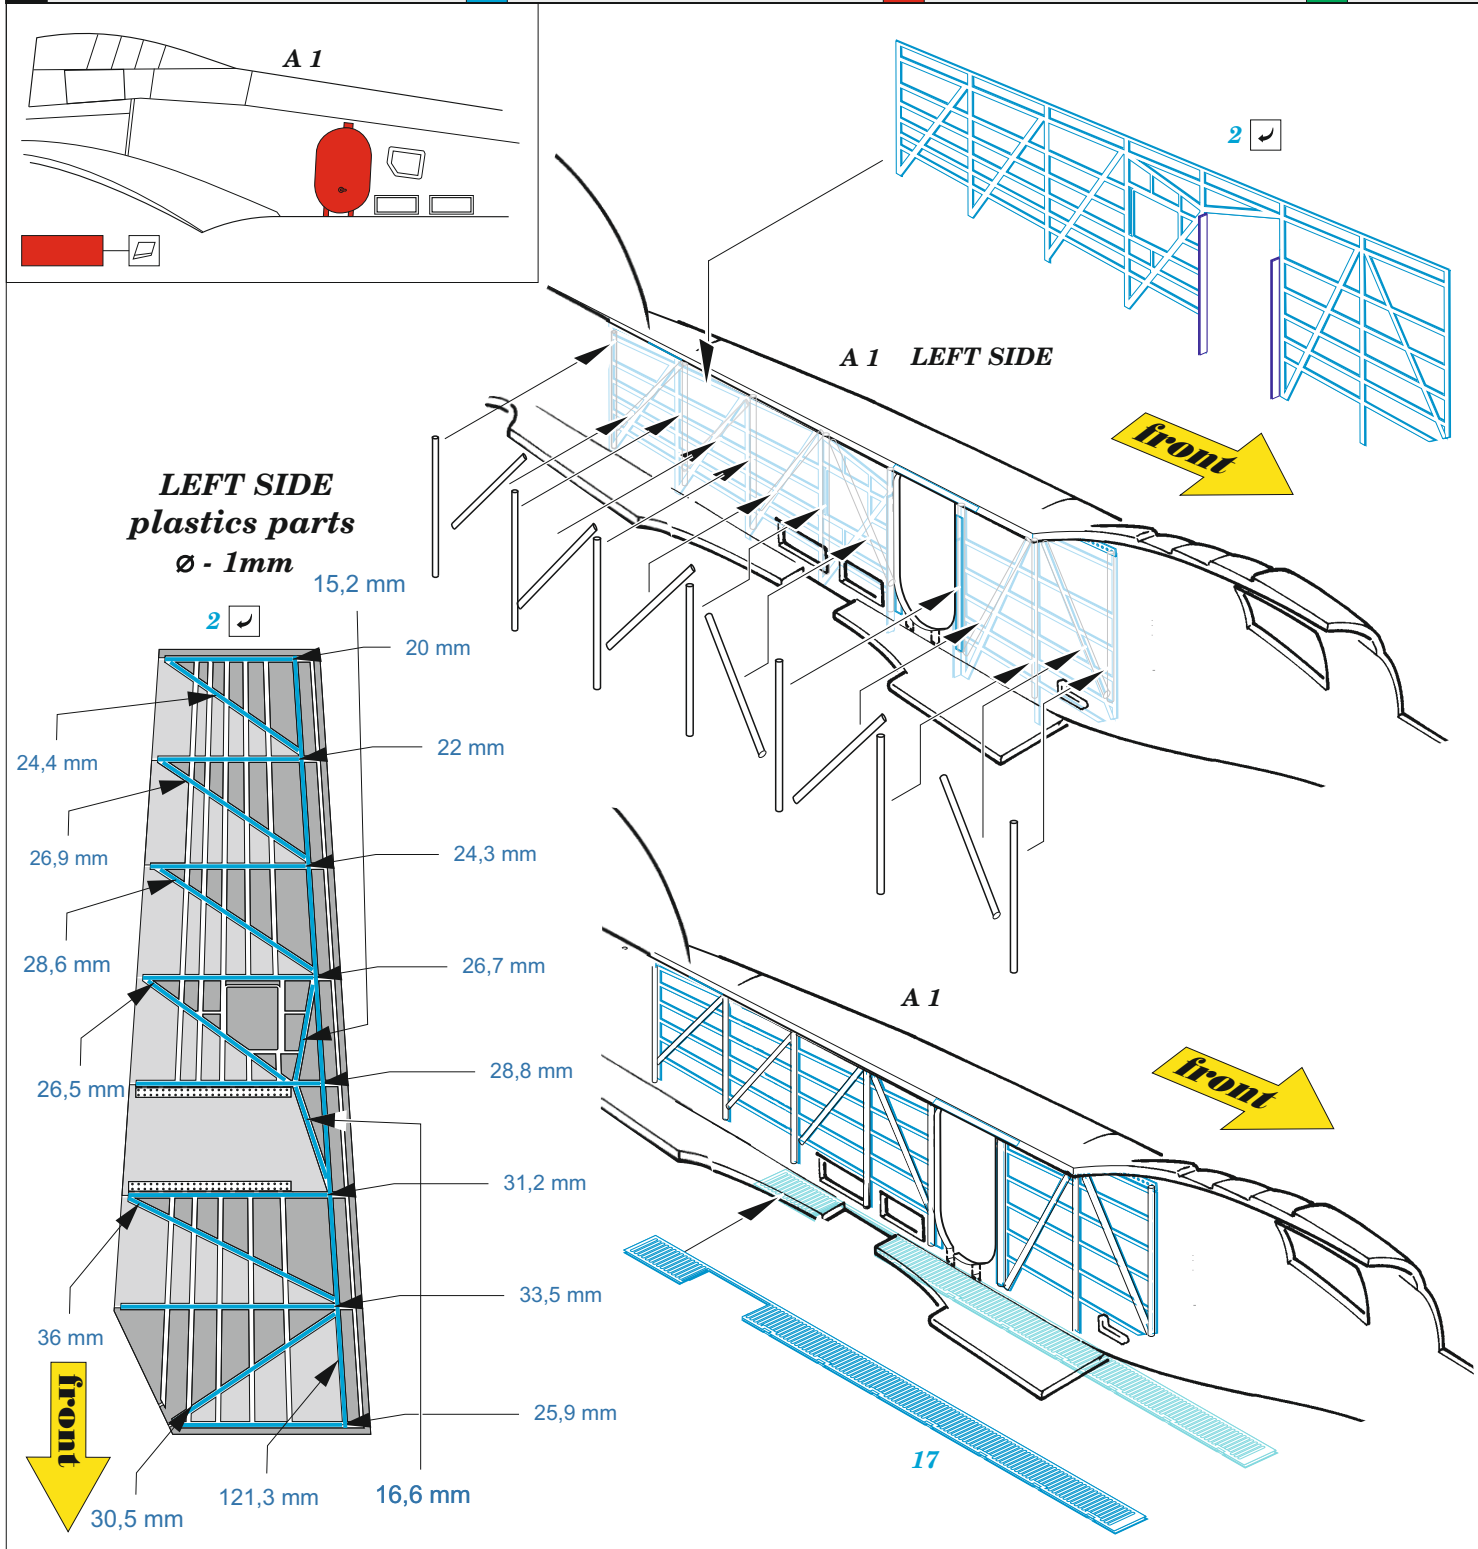 A 1
2
A 1 LEFT SIDE
front
LEFT SIDE
plastics parts
Ø - 1mm
15,2 mm
2
20 mm
24,4 mm
22 mm
26,9 mm
24,3 mm
28,6 mm
26,7 mm
26,5 mm
28,8 mm
31,2 mm
36 mm
33,5 mm
25,9 mm
front
30,5 mm
121,3 mm
16,6 mm
A 1
front
17